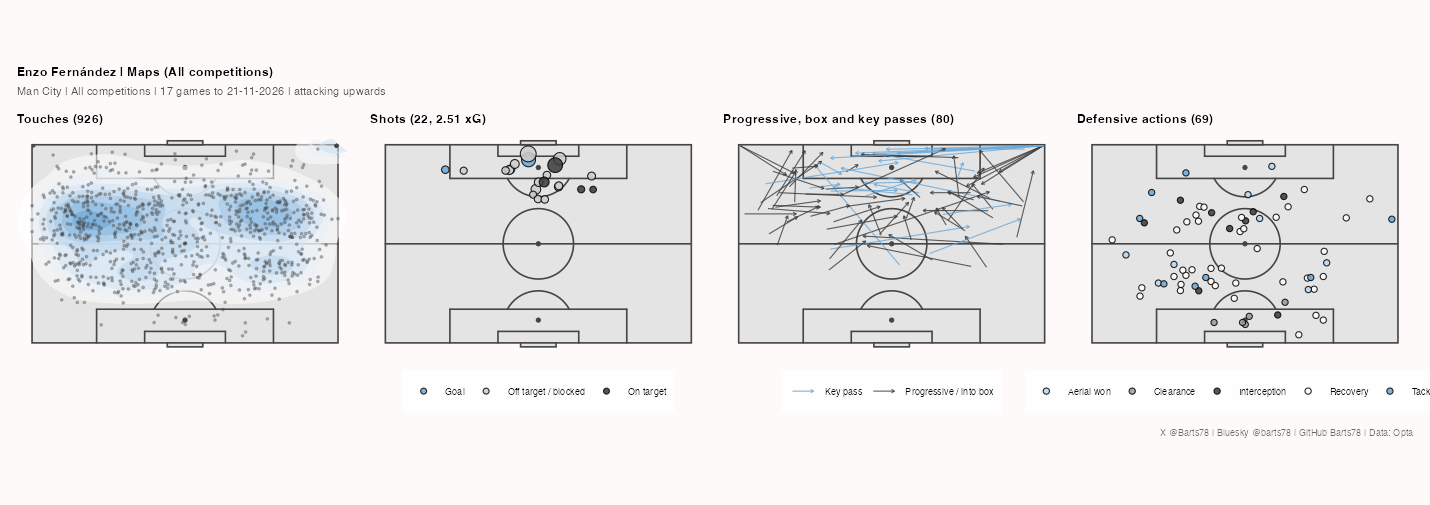 Enzo Fernández | Maps (All competitions)
Man City | All competitions | 17 games to 21-11-2026 | attacking upwards
Touches (926)
Shots (22, 2.51 xG)
Progressive, box and key passes (80)
Defensive actions (69)
Goal Off target / blocked On target
Key pass Progressive / into box
Aerial won Clearance Interception Recovery Tack
X @Barts78 | Bluesky @barts78 | GitHub Barts78 | Data: Opta